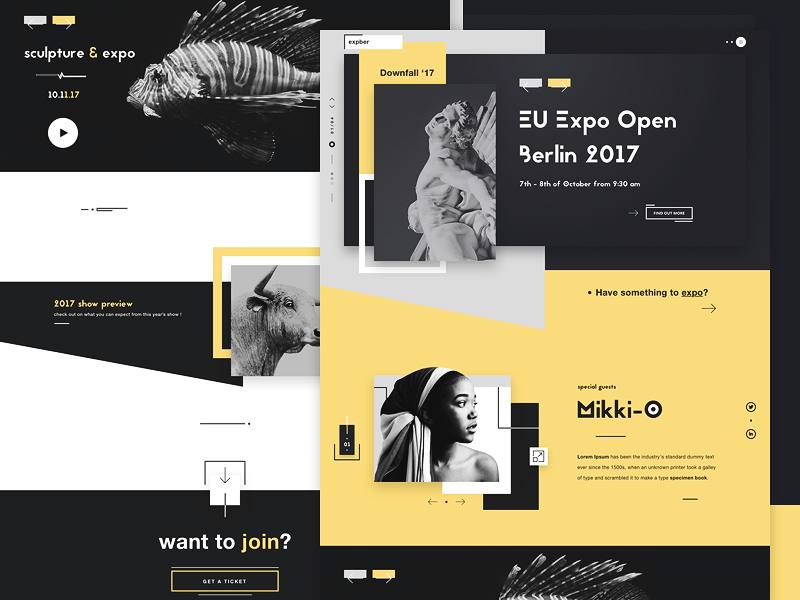 sculpture & expo
10.11.17
2017 show preview
check out on what you can expect from this year's show !
want to join?
GET A TICKET
expber
Downfall '17
01/04
EU Expo Open
Berlin 2017
7th - 8th of October from 9:30 am
FIND OUT MORE
Have something to expo?
special guests
Mikki-O
01
Lorem Ipsum has been the industry's standard dummy text
ever since the 1500s, when an unknown printer took a galley
of type and scrambled it to make a type specimen book.